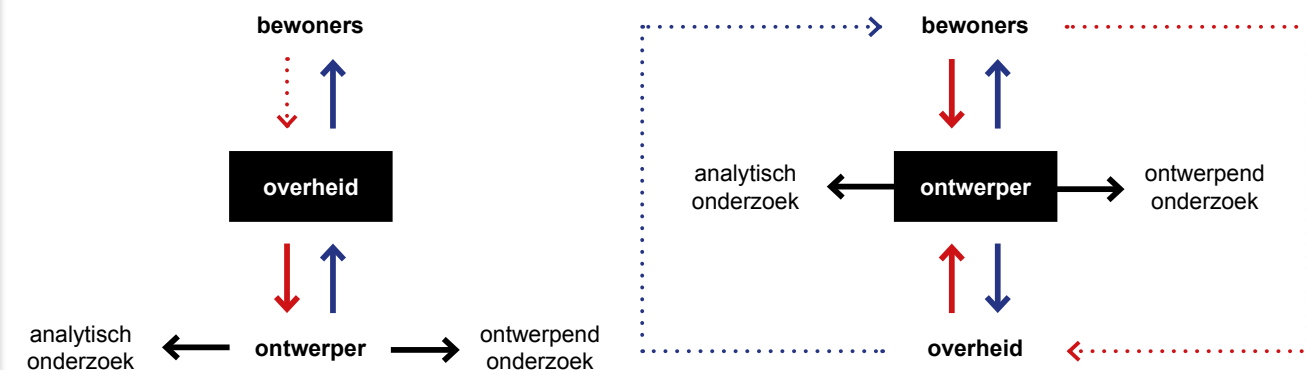 bewoners
overheid
analytisch
onderzoek
ontwerper
ontwerpend
onderzoek
bewoners
analytisch
onderzoek
ontwerper
ontwerpend
onderzoek
overheid